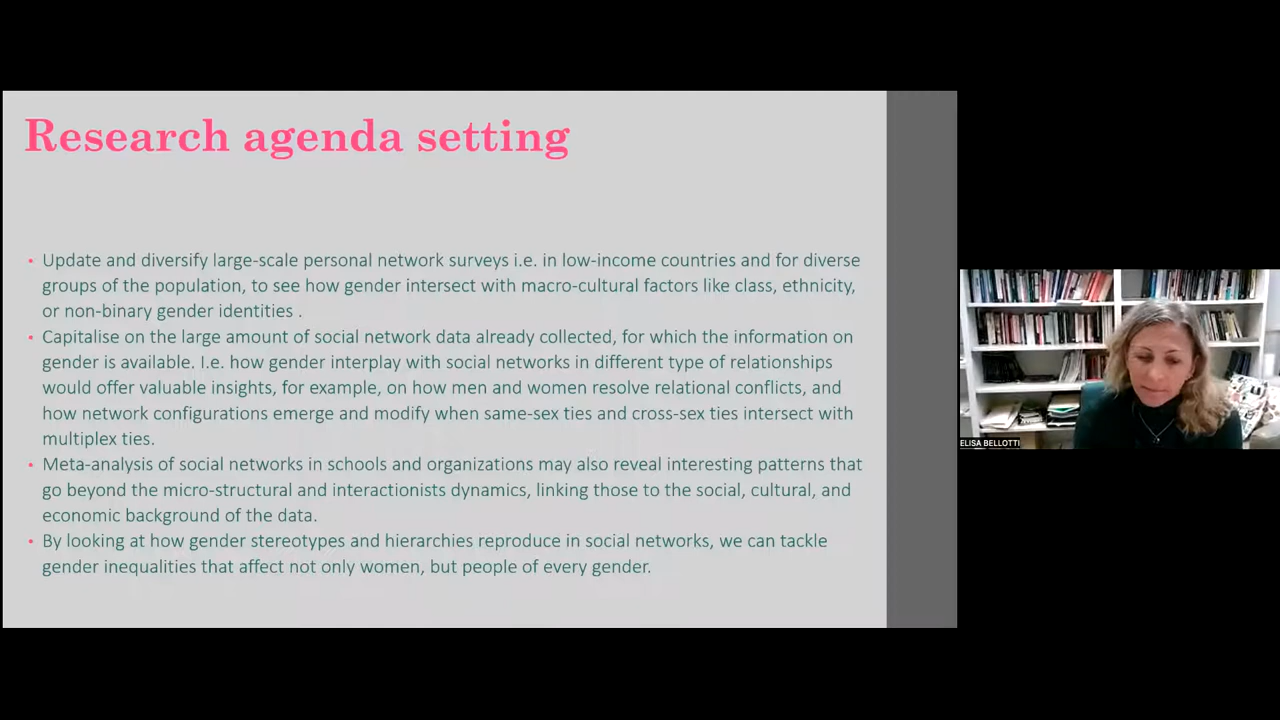 Research agenda setting
• Update and diversify large-scale personal network surveys i.e. in low-income countries and for diverse
groups of the population, to see how gender intersect with macro-cultural factors like class, ethnicity,
or non-binary gender identities .
• Capitalise on the large amount of social network data already collected, for which the information on
gender is available. I.e. how gender interplay with social networks in different type of relationships
would offer valuable insights, for example, on how men and women resolve relational conflicts, and
how network configurations emerge and modify when same-sex ties and cross-sex ties intersect with
multiplex ties.
• Meta-analysis of social networks in schools and organizations may also reveal interesting patterns that
go beyond the micro-structural and interactionists dynamics, linking those to the social, cultural, and
economic background of the data.
• By looking at how gender stereotypes and hierarchies reproduce in social networks, we can tackle
gender inequalities that affect not only women, but people of every gender.
ELISA BELLOTTI